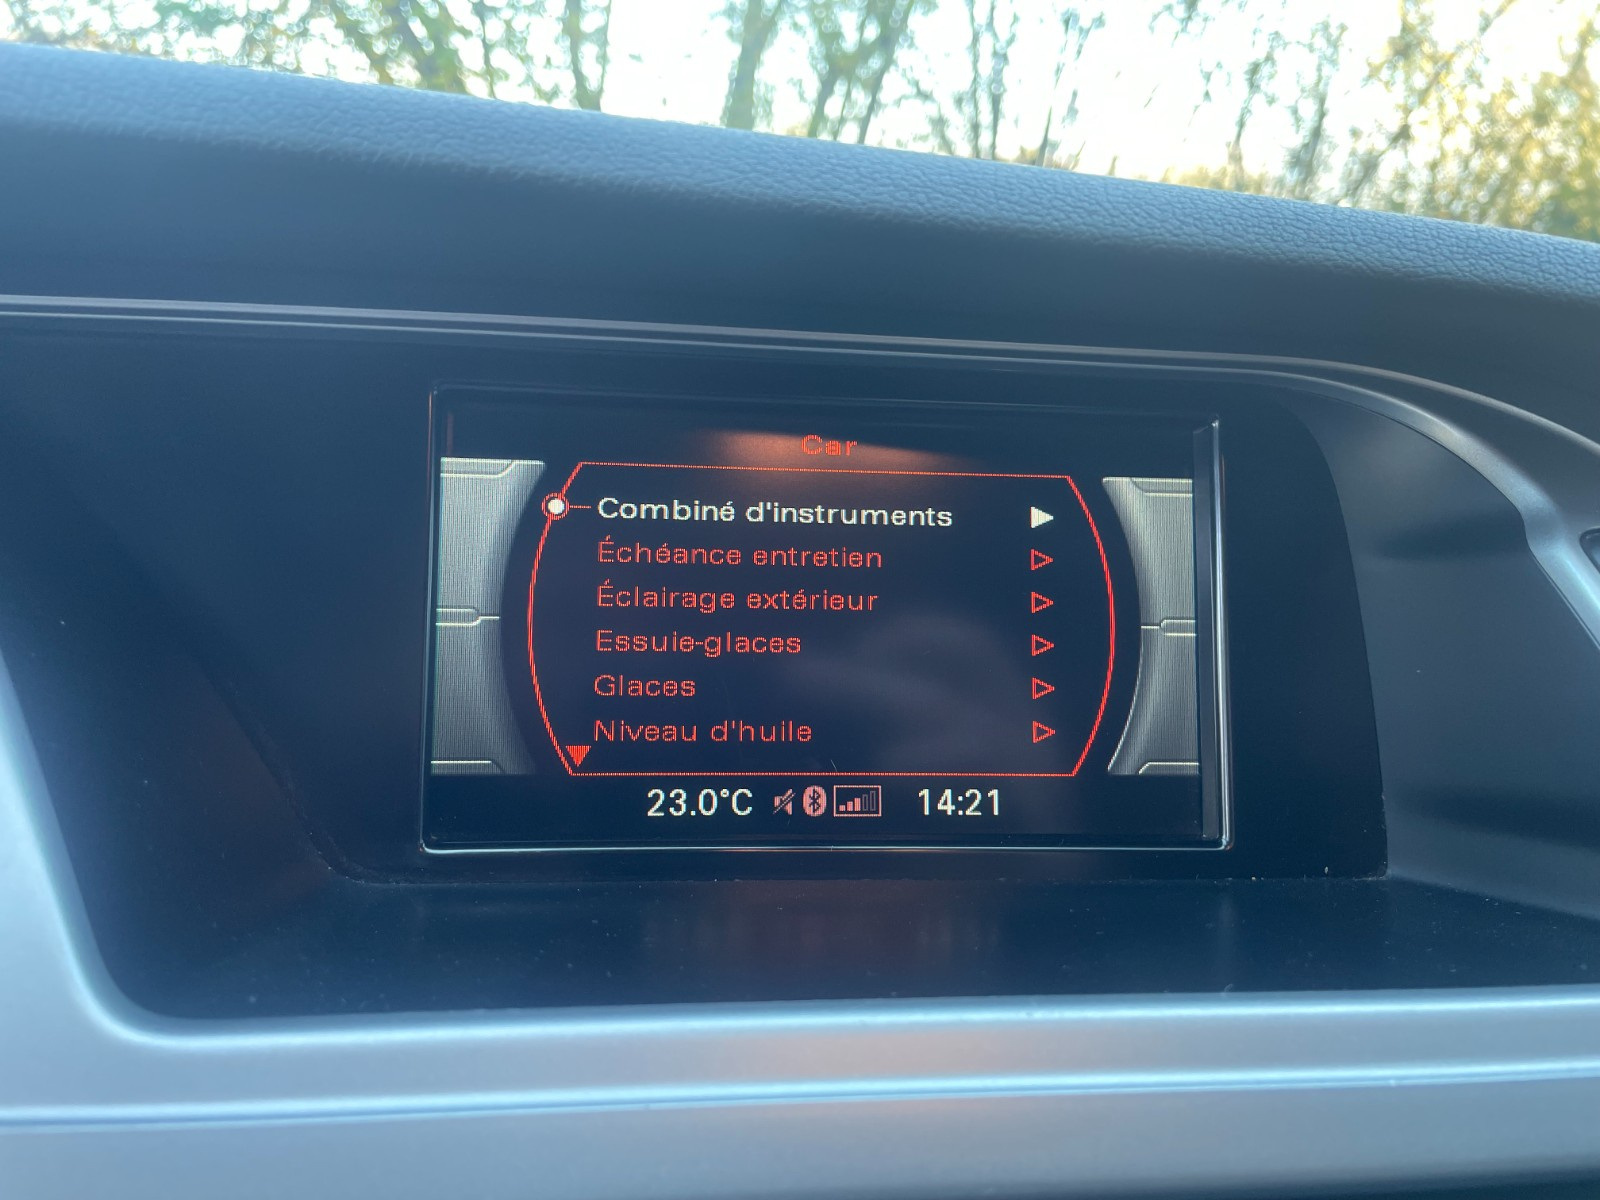 Car
Combiné d'instruments
Échéance entretien
Éclairage extérieur
Essuie-glaces
Glaces
Niveau d'huile
23.0°C 14:21